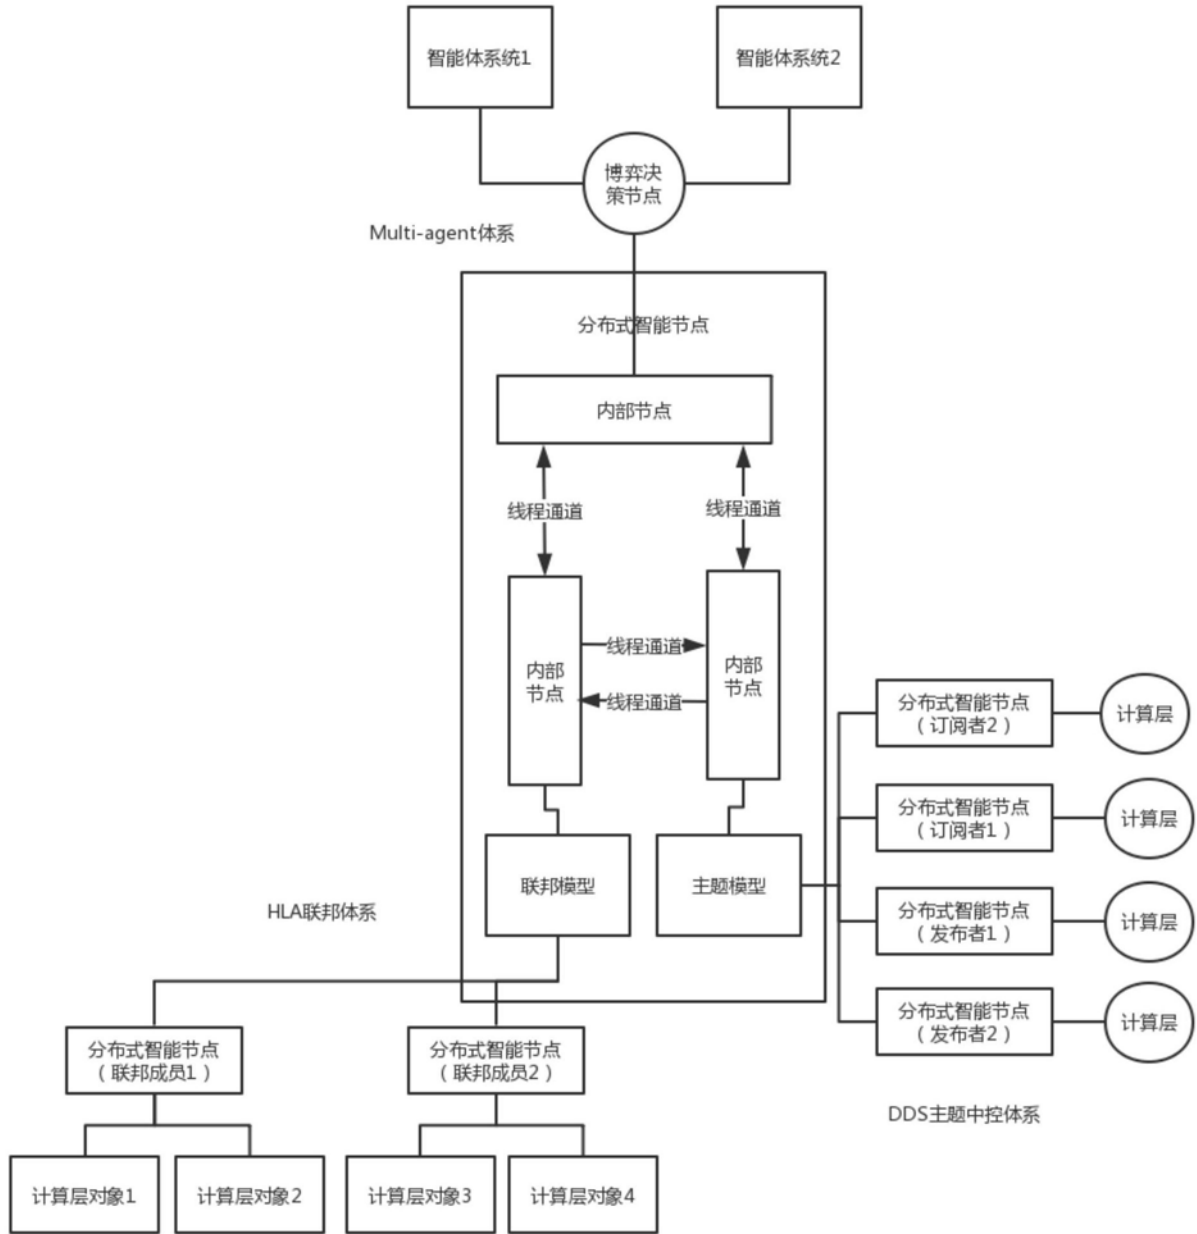 智能体系统1
智能体系统2
博弈决
策节点
Multi-agent体系
分布式智能节点
内部节点
线程通道
线程通道
内部
节点
线程通道
线程通道
内部
节点
联邦模型
主题模型
分布式智能节点
（订阅者2）
计算层
分布式智能节点
（订阅者1）
计算层
分布式智能节点
（发布者1）
计算层
分布式智能节点
（发布者2）
计算层
HLA联邦体系
分布式智能节点
（联邦成员1）
分布式智能节点
（联邦成员2）
DDS主题中控体系
计算层对象1
计算层对象2
计算层对象3
计算层对象4